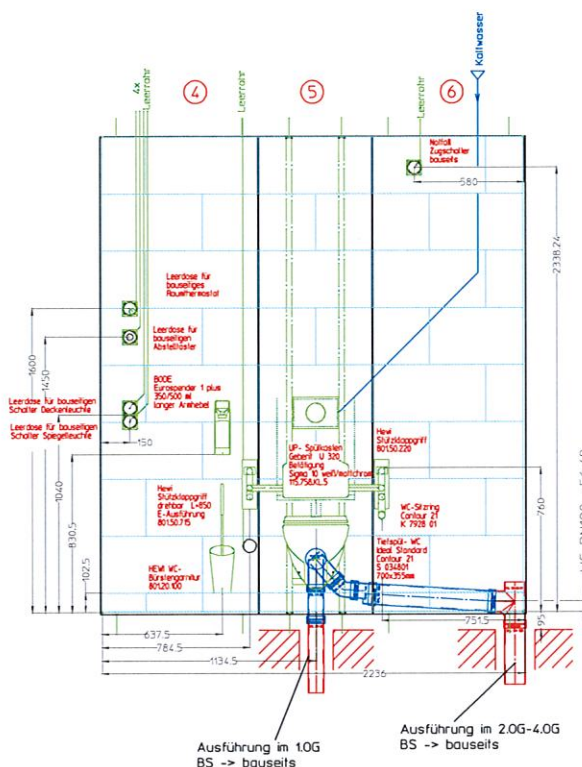 4x
Leerrohr
4
Leerrohr
5
Leerrohr
6
Kaltwasser
Notfall
Zugschalter
bauseits
580
2338.24
Leerdose für
bauseitiges
Raumthermostat
Leerdose für
bauseitigen
Abstelltaster
1600
1450
Leerdose für bauseitigen
Schalter Deckenleuchte
Leerdose für bauseitigen
Schalter Spiegelleuchte
150
1040
830.5
102.5
BODE
Eurospender 1 plus
350/500 ml
langer Armhebel
UP- Spülkasten
Geberit U 320
Betätigung
Sigma 10 weiß/mattchrom
115.758.KL.5
Hewi
Stützklappgriff
801.50.220
Hewi
Stützklappgriff
drehbar L=850
E-Ausführung
801.50.715
WC-Sitzring
Contour 21
K 7928 01
760
HEWI WC-
Bürstengarnitur
801.20.100
Tiefspül- WC
Ideal Standard
Contour 21
S 034801
700x355mm
637.5
784.5
1134.5
2236
751.5
95
Ausführung im 1.OG
BS -> bauseits
Ausführung im 2.OG-4.OG
BS -> bauseits